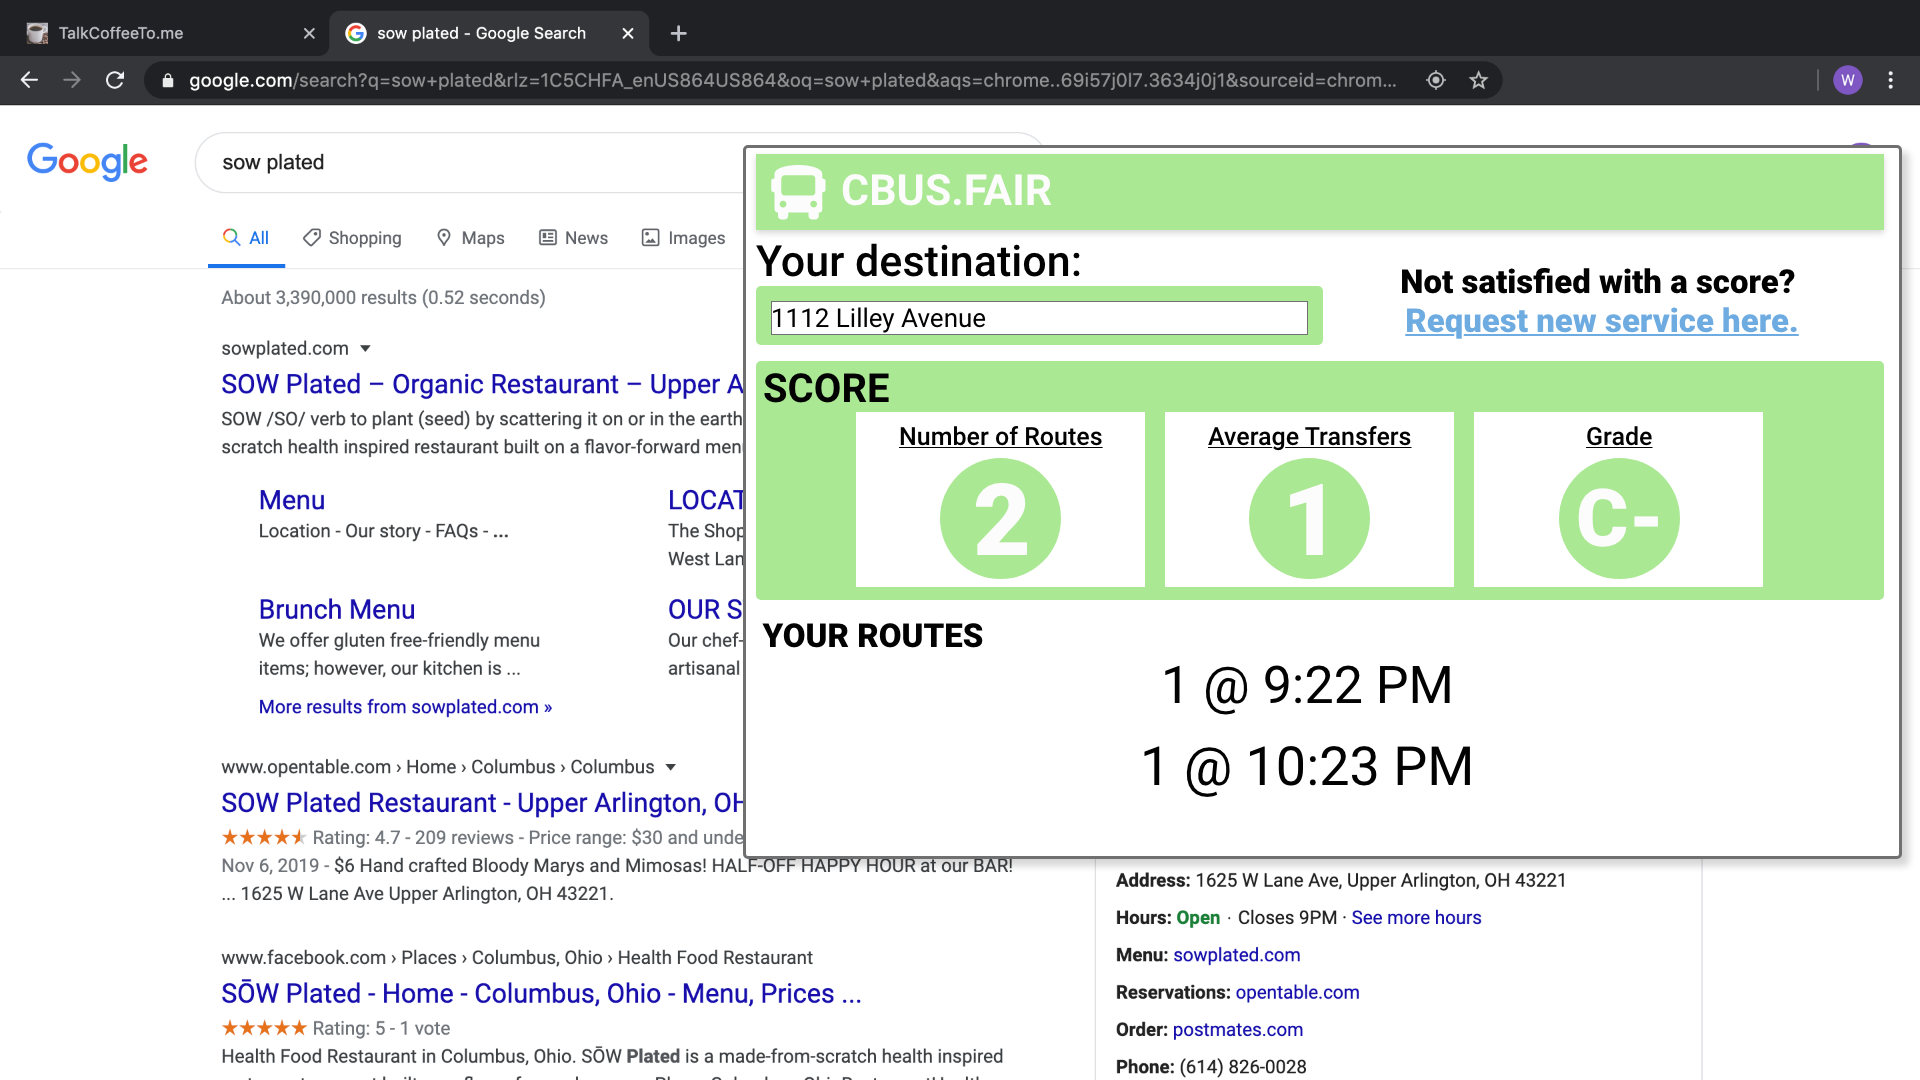 TalkCoffeeTo.me
sow plated - Google Search
google.com/search?q=sow+plated&rlz=1C5CHFA_enUS864US864&oq=sow+plated&aqs=chrome..69i57j0l7.3634j0j1&sourceid=chrom...
W
Google
sow plated
All
Shopping
Maps
News
Images
About 3,390,000 results (0.52 seconds)
sowplated.com
SOW Plated – Organic Restaurant – Upper A
SOW /SO/ verb to plant (seed) by scattering it on or in the earth
scratch health inspired restaurant built on a flavor-forward men
Menu
Location - Our story - FAQs - ...
LOCAT
The Shop
West Lan
Brunch Menu
We offer gluten free-friendly menu
items; however, our kitchen is ...
OUR S
Our chef-
artisanal
More results from sowplated.com »
www.opentable.com › Home › Columbus › Columbus
SOW Plated Restaurant - Upper Arlington, OH
Rating: 4.7 - 209 reviews - Price range: $30 and unde
Nov 6, 2019 - $6 Hand crafted Bloody Marys and Mimosas! HALF-OFF HAPPY HOUR at our BAR!
... 1625 W Lane Ave Upper Arlington, OH 43221.
www.facebook.com › Places › Columbus, Ohio › Health Food Restaurant
SŌW Plated - Home - Columbus, Ohio - Menu, Prices ...
Rating: 5 - 1 vote
Health Food Restaurant in Columbus, Ohio. SŌW Plated is a made-from-scratch health inspired
CBUS.FAIR
Your destination:
1112 Lilley Avenue
Not satisfied with a score?
Request new service here.
SCORE
Number of Routes
2
Average Transfers
1
Grade
C-
YOUR ROUTES
1 @ 9:22 PM
1 @ 10:23 PM
Address: 1625 W Lane Ave, Upper Arlington, OH 43221
Hours: Open · Closes 9PM · See more hours
Menu: sowplated.com
Reservations: opentable.com
Order: postmates.com
Phone: (614) 826-0028